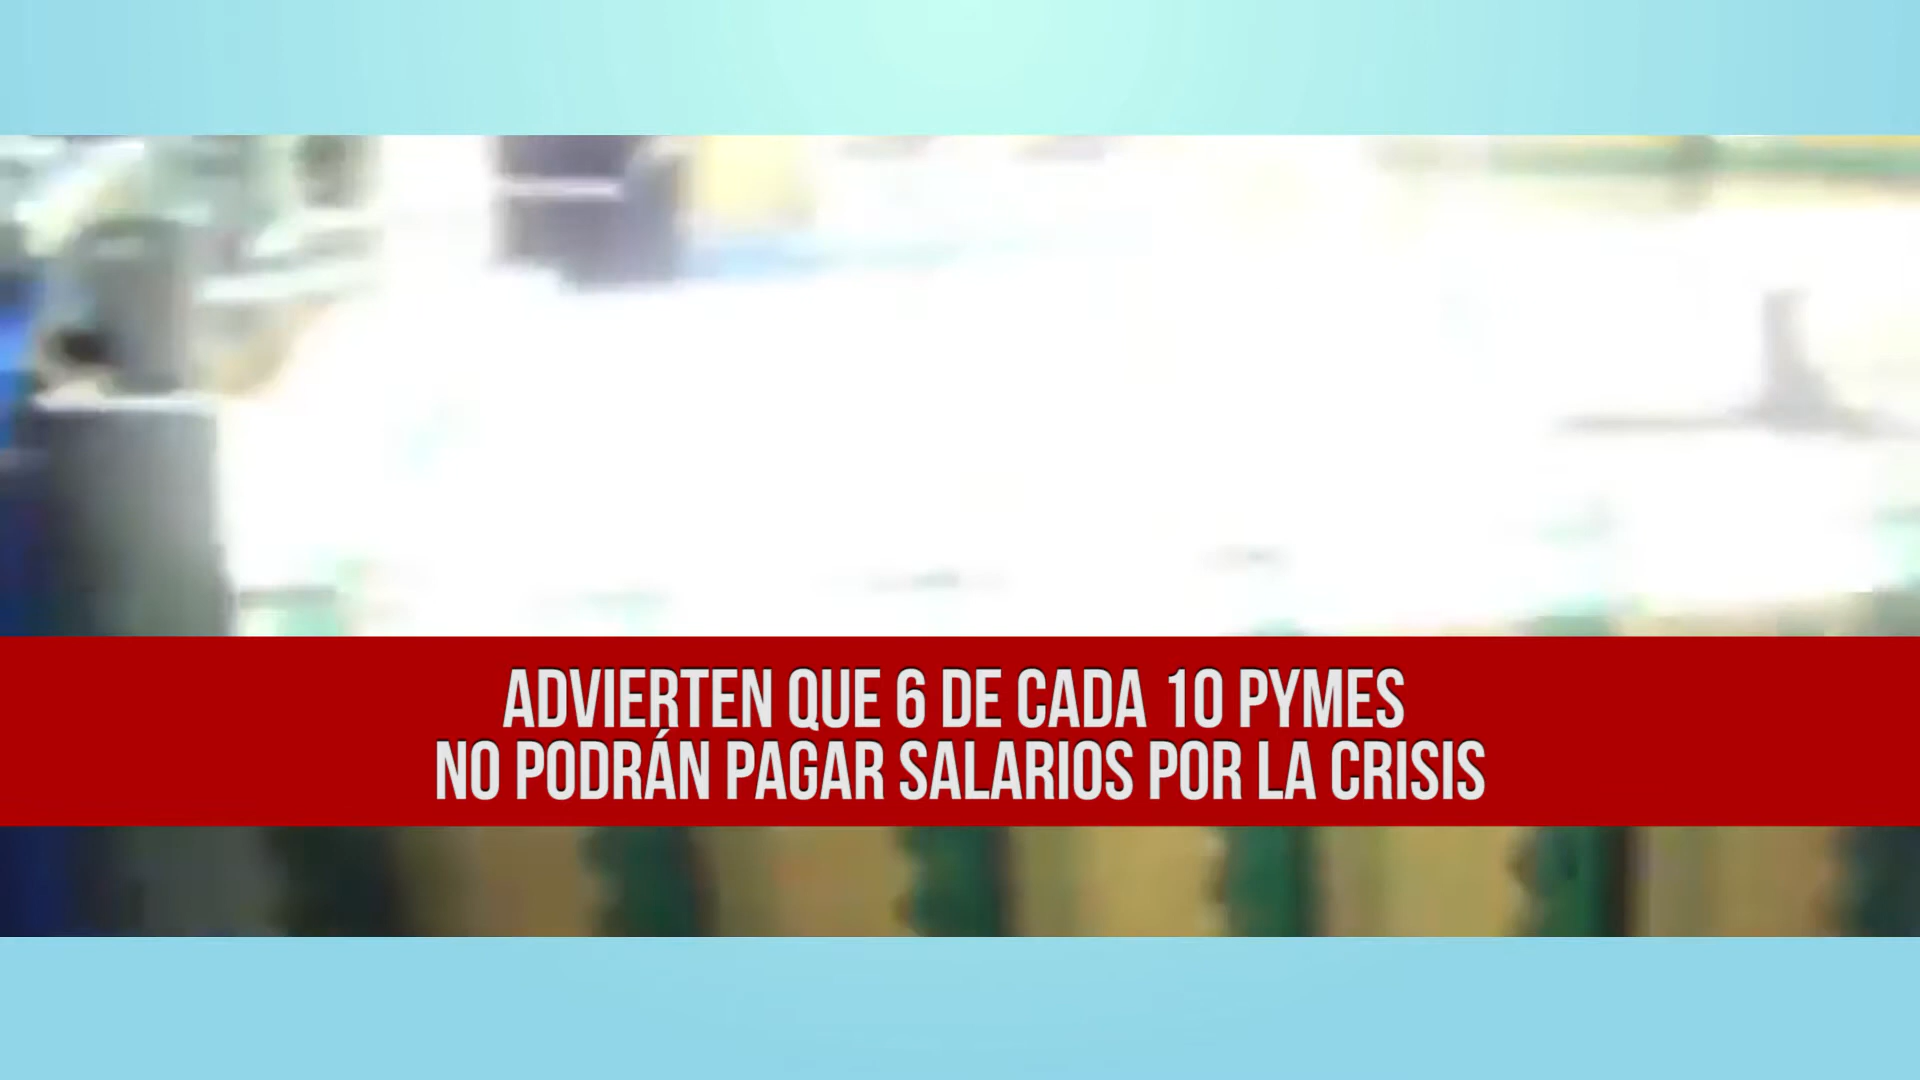 ADVIERTEN QUE 6 DE CADA 10 PYMES
NO PODRÁN PAGAR SALARIOS POR LA CRISIS